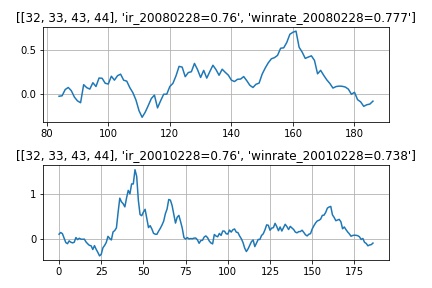 [[32, 33, 43, 44], 'ir_20080228=0.76', 'winrate_20080228=0.777']
0.5
0.0
80 100 120 140 160 180
[[32, 33, 43, 44], 'ir_20010228=0.76', 'winrate_20010228=0.738']
1
0
0 25 50 75 100 125 150 175